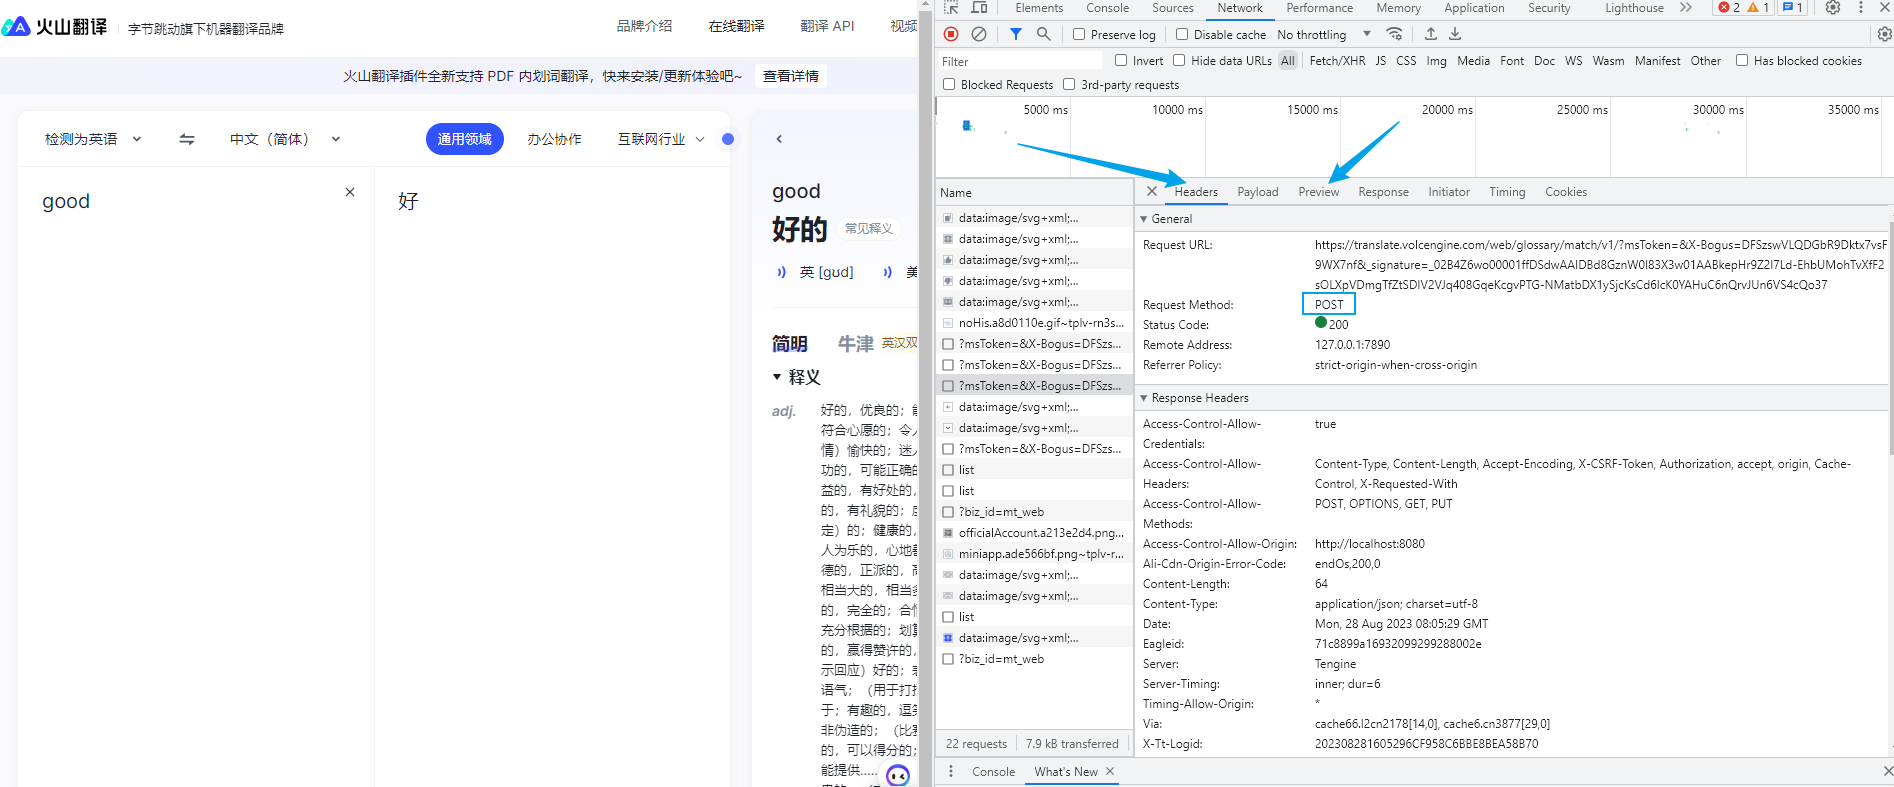 火山翻译
字节跳动旗下机器翻译品牌
品牌介绍
在线翻译
翻译 API
视频
火山翻译插件全新支持 PDF 内划词翻译，快来安装/更新体验吧~
查看详情
检测为英语
中文（简体）
通用领域
办公协作
互联网行业
good
好
good
好的
常见释义
英 [gʊd]
美
简明
牛津
英汉双
释义
adj.
好的，优良的；能
符合心愿的；令人
情）愉快的；迷人
功的，可能正确的
益的，有好处的，
的，有礼貌的；虔
定）的；健康的，
人为乐的，心地善
德的，正派的，高
相当大的，相当多
的，完全的；合情
充分根据的；划算
的，赢得赞许的，
示回应）好的；表
语气；（用于打招
于；有趣的，逗笑
非伪造的；（比赛
的，可以得分的；
能提供......
Elements
Console
Sources
Network
Performance
Memory
Application
Security
Lighthouse
2
1
1
Preserve log
Disable cache
No throttling
Filter
Invert
Hide data URLs
All
Fetch/XHR
JS
CSS
Img
Media
Font
Doc
WS
Wasm
Manifest
Other
Has blocked cookies
Blocked Requests
3rd-party requests
5000 ms
10000 ms
15000 ms
20000 ms
25000 ms
30000 ms
35000 ms
Name
data:image/svg+xml;...
data:image/svg+xml;...
data:image/svg+xml;...
data:image/svg+xml;...
data:image/svg+xml;...
noHis.a8d0110e.gif~tplv-rn3s...
?msToken=&X-Bogus=DFSzs...
?msToken=&X-Bogus=DFSzs...
?msToken=&X-Bogus=DFSzs...
data:image/svg+xml;...
data:image/svg+xml;...
?msToken=&X-Bogus=DFSzs...
list
list
?biz_id=mt_web
officialAccount.a213e2d4.png...
miniapp.ade566bf.png~tplv-r...
data:image/svg+xml;...
data:image/svg+xml;...
list
data:image/svg+xml;...
?biz_id=mt_web
22 requests
7.9 kB transferred
Headers
Payload
Preview
Response
Initiator
Timing
Cookies
General
Request URL:
https://translate.volcengine.com/web/glossary/match/v1/?msToken=&X-Bogus=DFSzswVLQDGbR9Dktx7vsF
9WX7nf&_signature=_02B4Z6wo00001ffDSdwAAIDBd8GznW0I83X3w01AABkepHr9Z2I7Ld-EhbUMohTvXfF2
sOLXpVDmgTfZtSDIV2VJq408GqeKcgvPTG-NMatbDX1ySjcKsCd6IcK0YAHuC6nQrvJUn6VS4cQo37
Request Method:
POST
Status Code:
200
Remote Address:
127.0.0.1:7890
Referrer Policy:
strict-origin-when-cross-origin
Response Headers
Access-Control-Allow-
Credentials:
true
Access-Control-Allow-
Headers:
Content-Type, Content-Length, Accept-Encoding, X-CSRF-Token, Authorization, accept, origin, Cache-
Control, X-Requested-With
Access-Control-Allow-
Methods:
POST, OPTIONS, GET, PUT
Access-Control-Allow-Origin:
http://localhost:8080
Ali-Cdn-Origin-Error-Code:
endOs,200,0
Content-Length:
64
Content-Type:
application/json; charset=utf-8
Date:
Mon, 28 Aug 2023 08:05:29 GMT
Eagleid:
71c8899a16932099299288002e
Server:
Tengine
Server-Timing:
inner; dur=6
Timing-Allow-Origin:
*
Via:
cache66.l2cn2178[14,0], cache6.cn3877[29,0]
X-Tt-Logid:
202308281605296CF958C6BBE8BEA58B70
Console
What's New